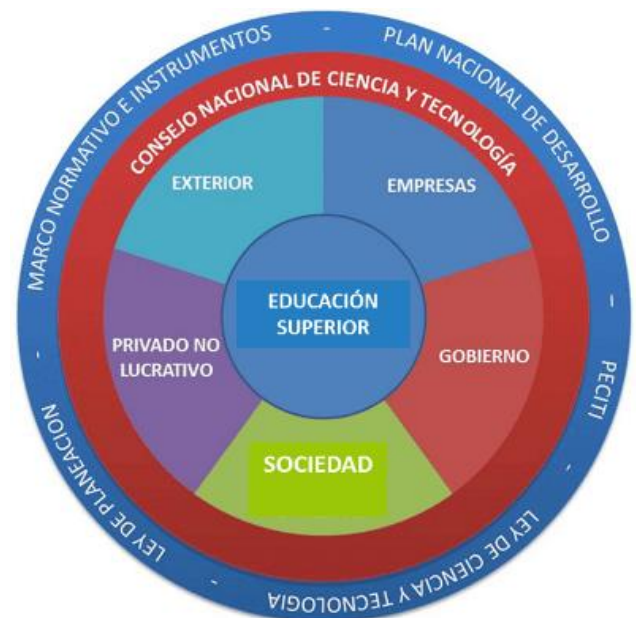 MARCO NORMATIVO E INSTRUMENTOS - PLAN NACIONAL DE DESARROLLO - PECITI - LEY DE CIENCIA Y TECNOLOGIA - LEY DE PLANEACION -
CONSEJO NACIONAL DE CIENCIA Y TECNOLOGÍA
EXTERIOR
EMPRESAS
EDUCACIÓN
SUPERIOR
PRIVADO NO
LUCRATIVO
GOBIERNO
SOCIEDAD